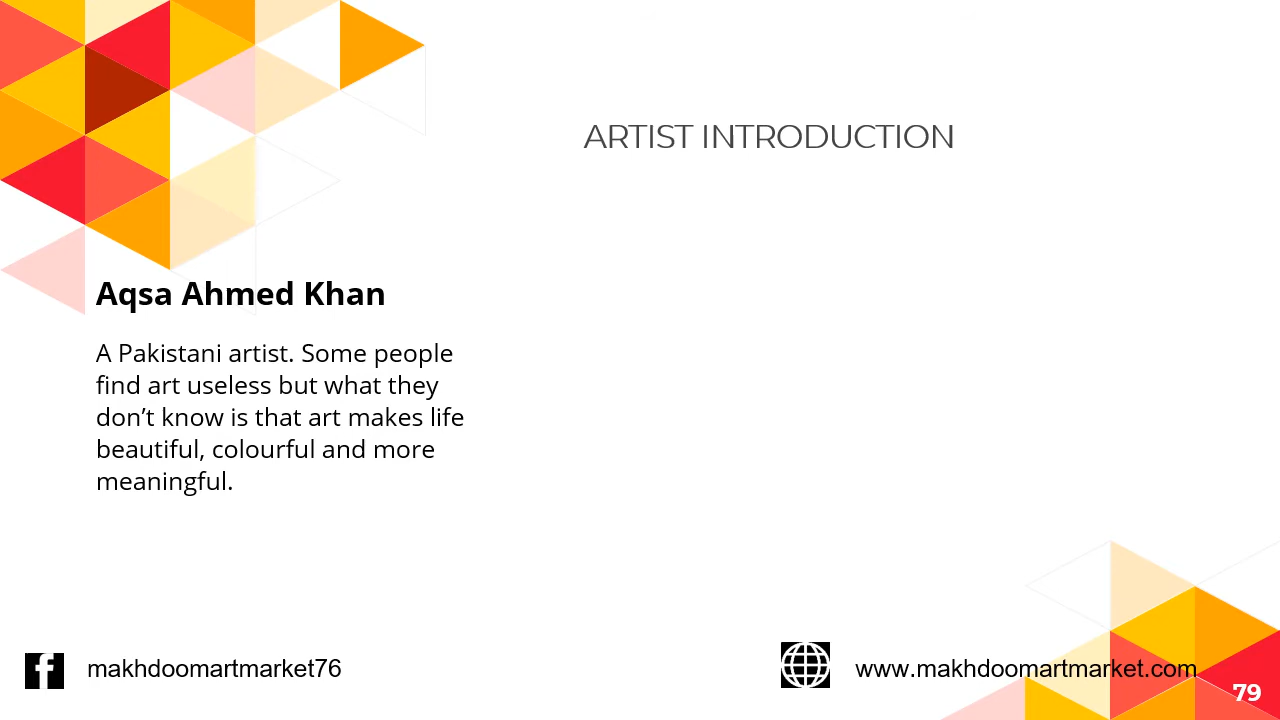 ARTIST INTRODUCTION
Aqsa Ahmed Khan
A Pakistani artist. Some people
find art useless but what they
don’t know is that art makes life
beautiful, colourful and more
meaningful.
makhdoomartmarket76
www.makhdoomartmarket.com
79